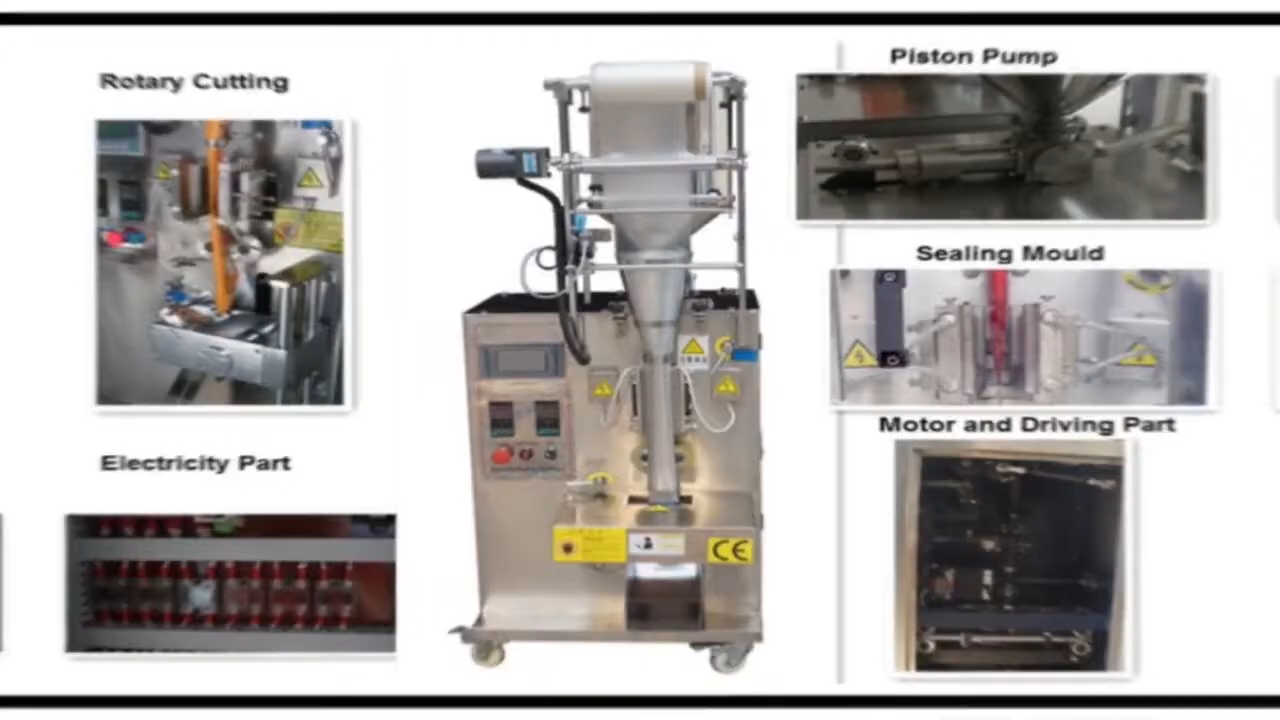 Rotary Cutting
Electricity Part
CE
Piston Pump
Sealing Mould
Motor and Driving Part